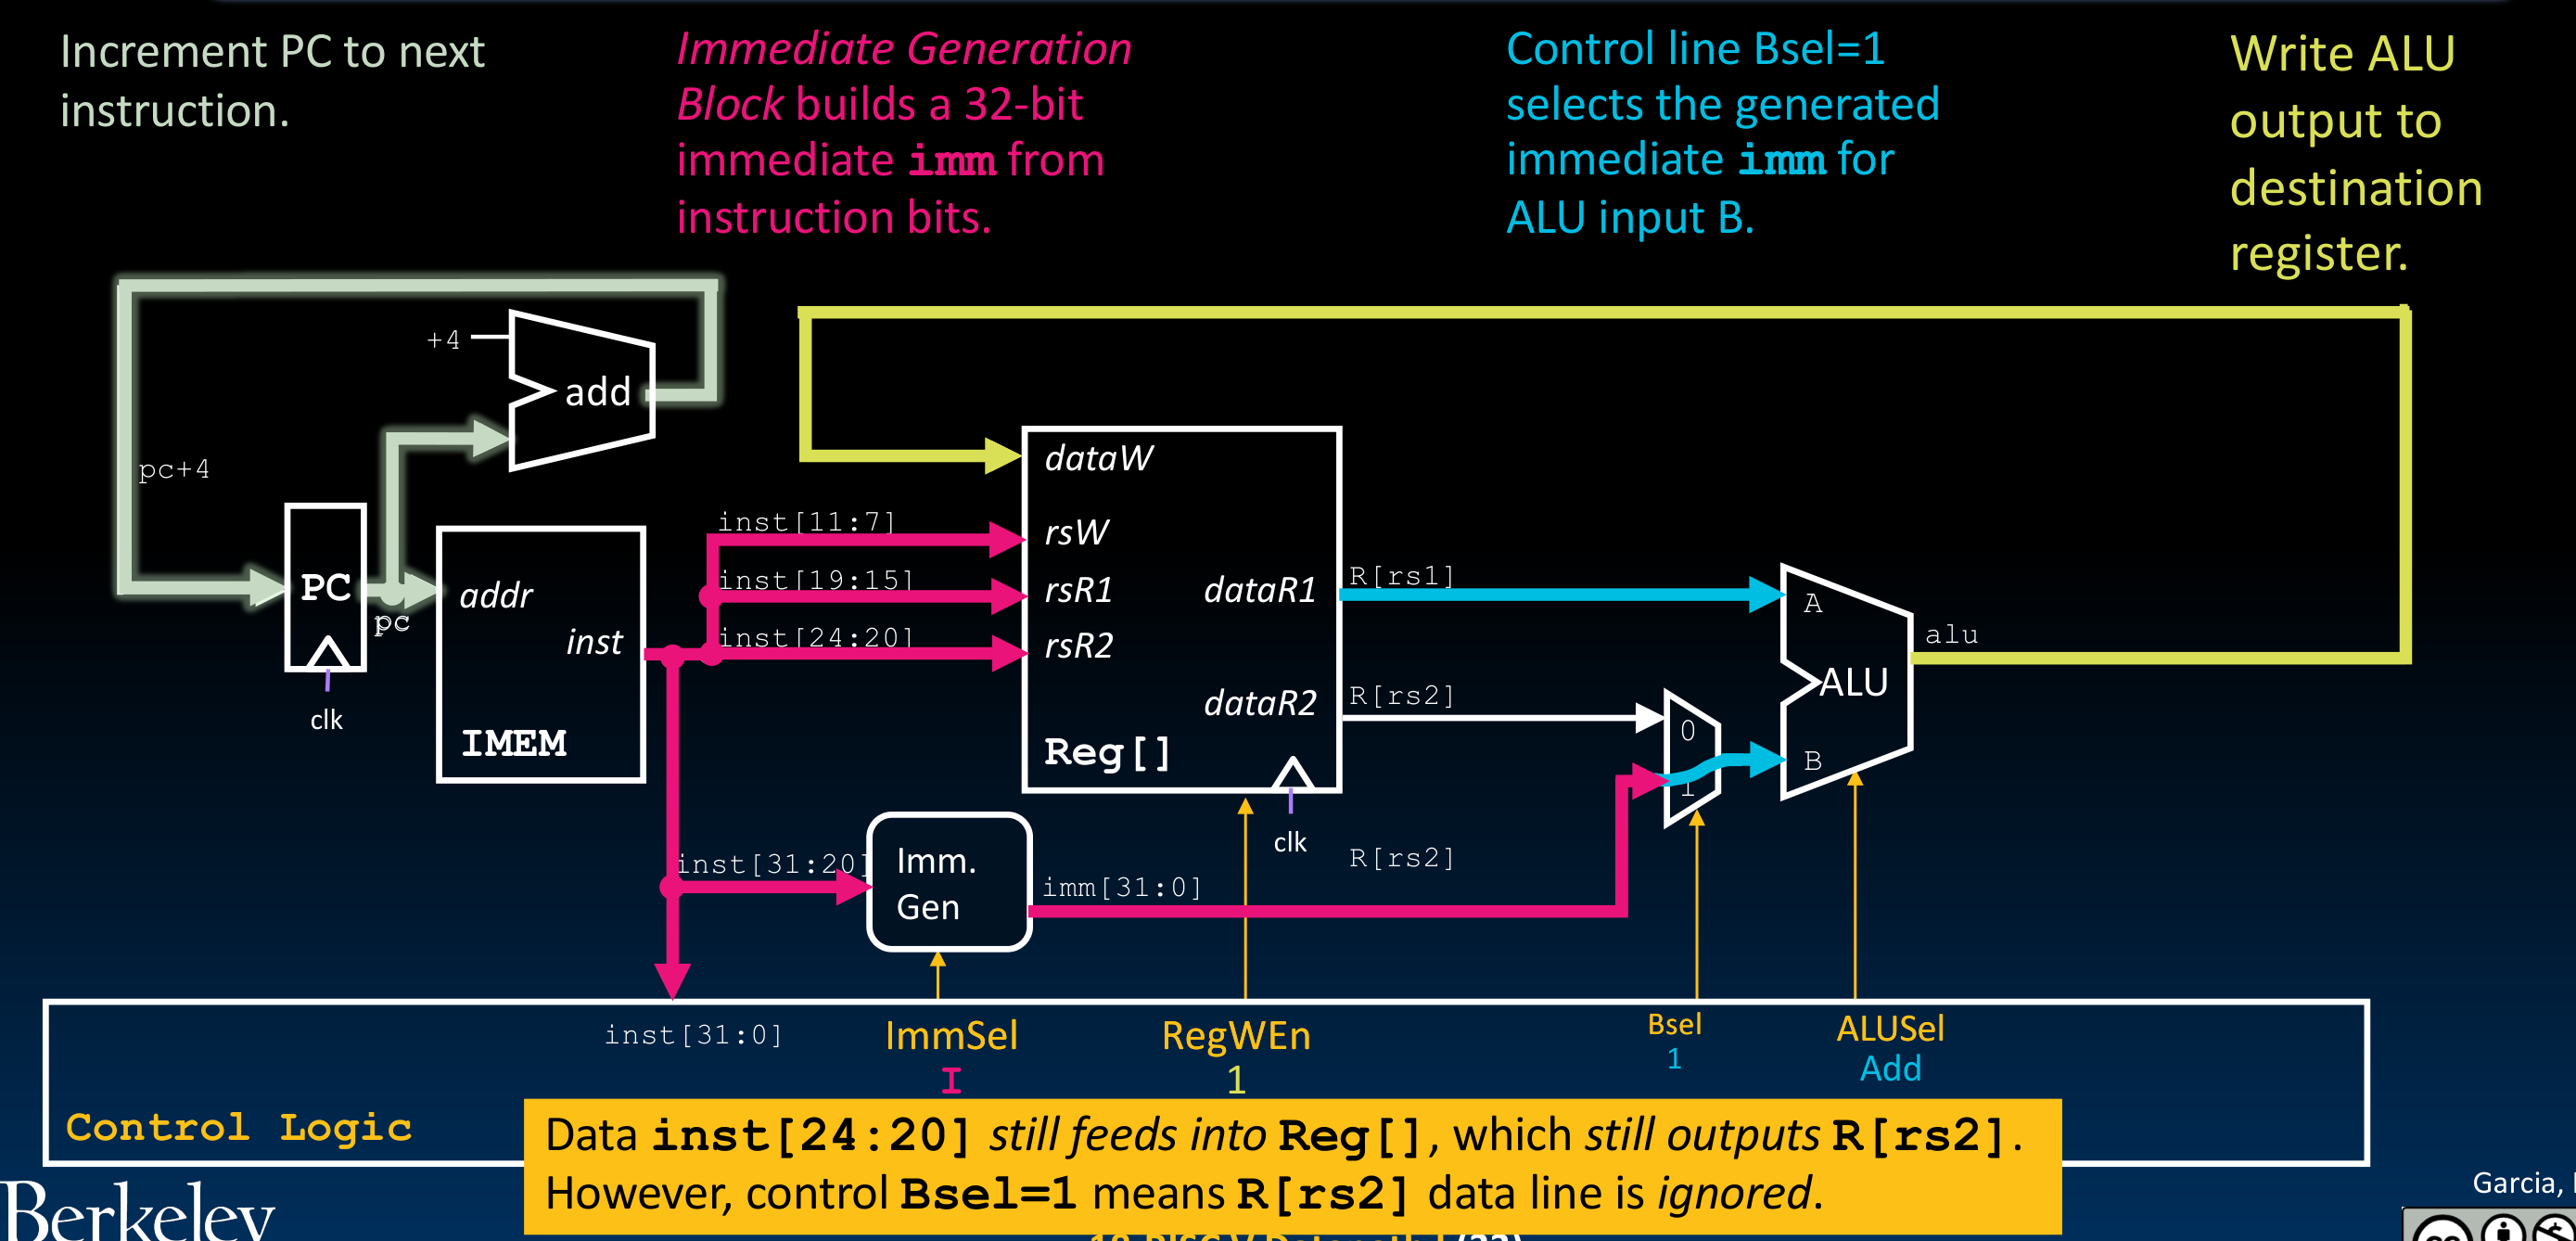 Increment PC to next
instruction.
Immediate Generation
Block builds a 32-bit
immediate imm from
instruction bits.
Control line Bsel=1
selects the generated
immediate imm for
ALU input B.
Write ALU
output to
destination
register.
+4
add
pc+4
PC
pc
clk
addr
inst
IMEM
inst[11:7]
inst[19:15]
inst[24:20]
dataW
rsW
rsR1
rsR2
dataR1
dataR2
Reg[]
clk
R[rs1]
R[rs2]
0
1
A
B
ALU
alu
inst[31:20]
Imm.
Gen
imm[31:0]
R[rs2]
inst[31:0]
ImmSel
I
RegWEn
1
Bsel
1
ALUSel
Add
Control Logic
Data inst[24:20] still feeds into Reg[], which still outputs R[rs2].
However, control Bsel=1 means R[rs2] data line is ignored.
Berkeley
Garcia,